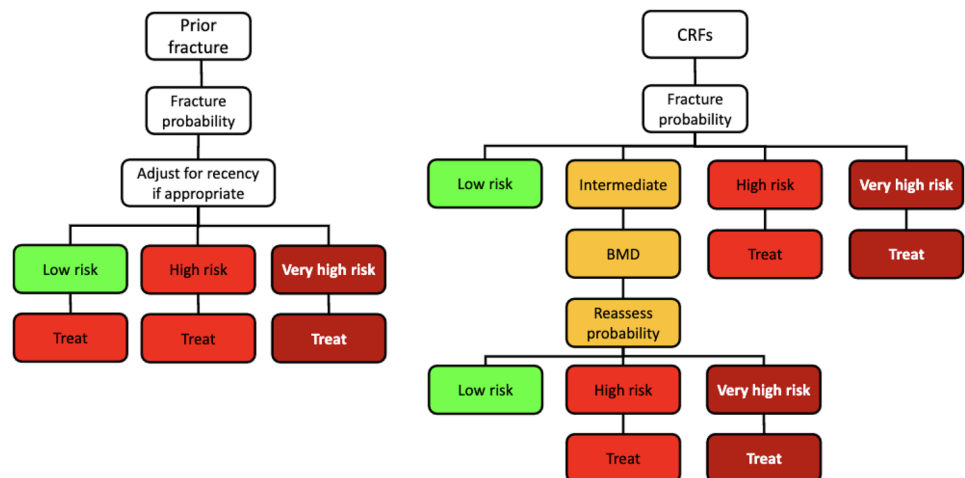 Prior
fracture
Fracture
probability
Adjust for recency
if appropriate
Low risk
High risk
Very high risk
Treat
Treat
Treat
CRFs
Fracture
probability
Low risk
Intermediate
High risk
Very high risk
BMD
Treat
Treat
Reassess
probability
Low risk
High risk
Very high risk
Treat
Treat